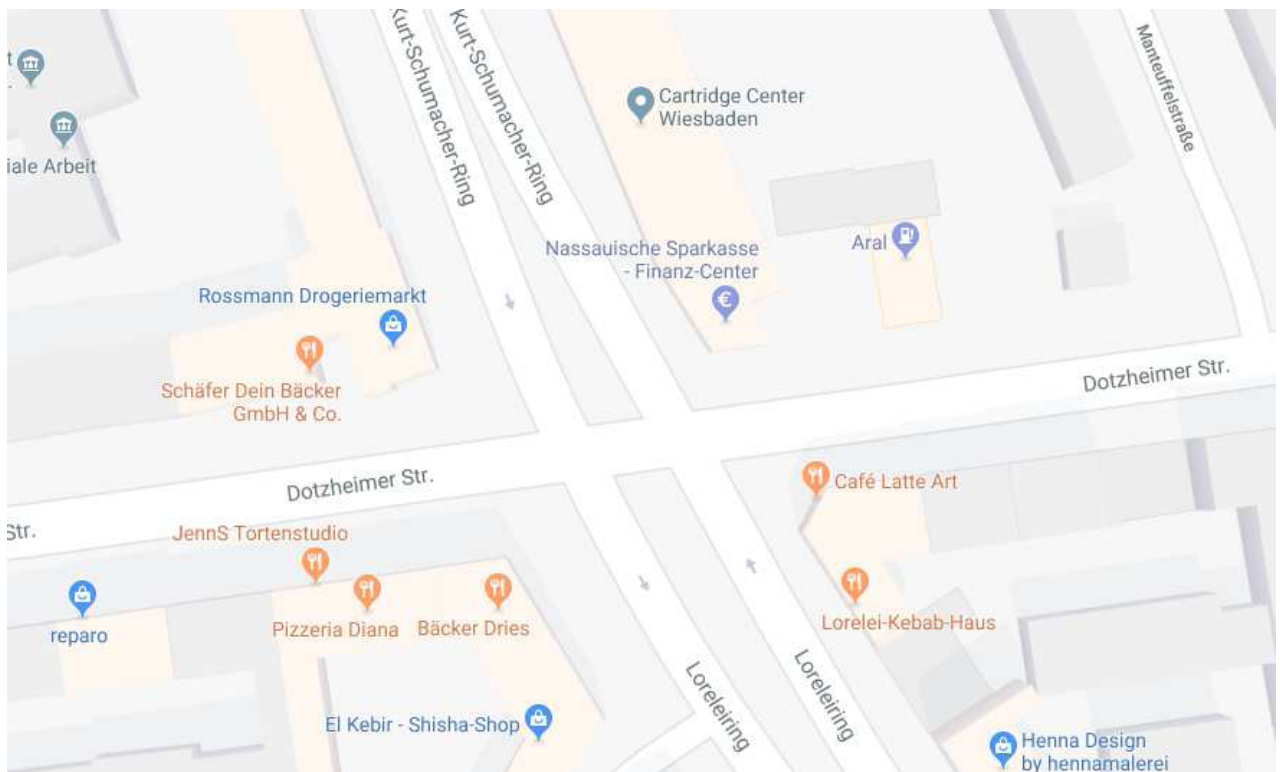 Kurt-Schumacher-Ring
Kurt-Schumacher-Ring
Manteuffelstraße
Cartridge Center
Wiesbaden
iale Arbeit
Nassauische Sparkasse
- Finanz-Center
Aral
Rossmann Drogeriemarkt
Schäfer Dein Bäcker
GmbH & Co.
Dotzheimer Str.
Dotzheimer Str.
Str.
Café Latte Art
JennS Tortenstudio
reparo
Pizzeria Diana
Bäcker Dries
Lorelei-Kebab-Haus
El Kebir - Shisha-Shop
Loreleiring
Loreleiring
Henna Design
by hennamalerei